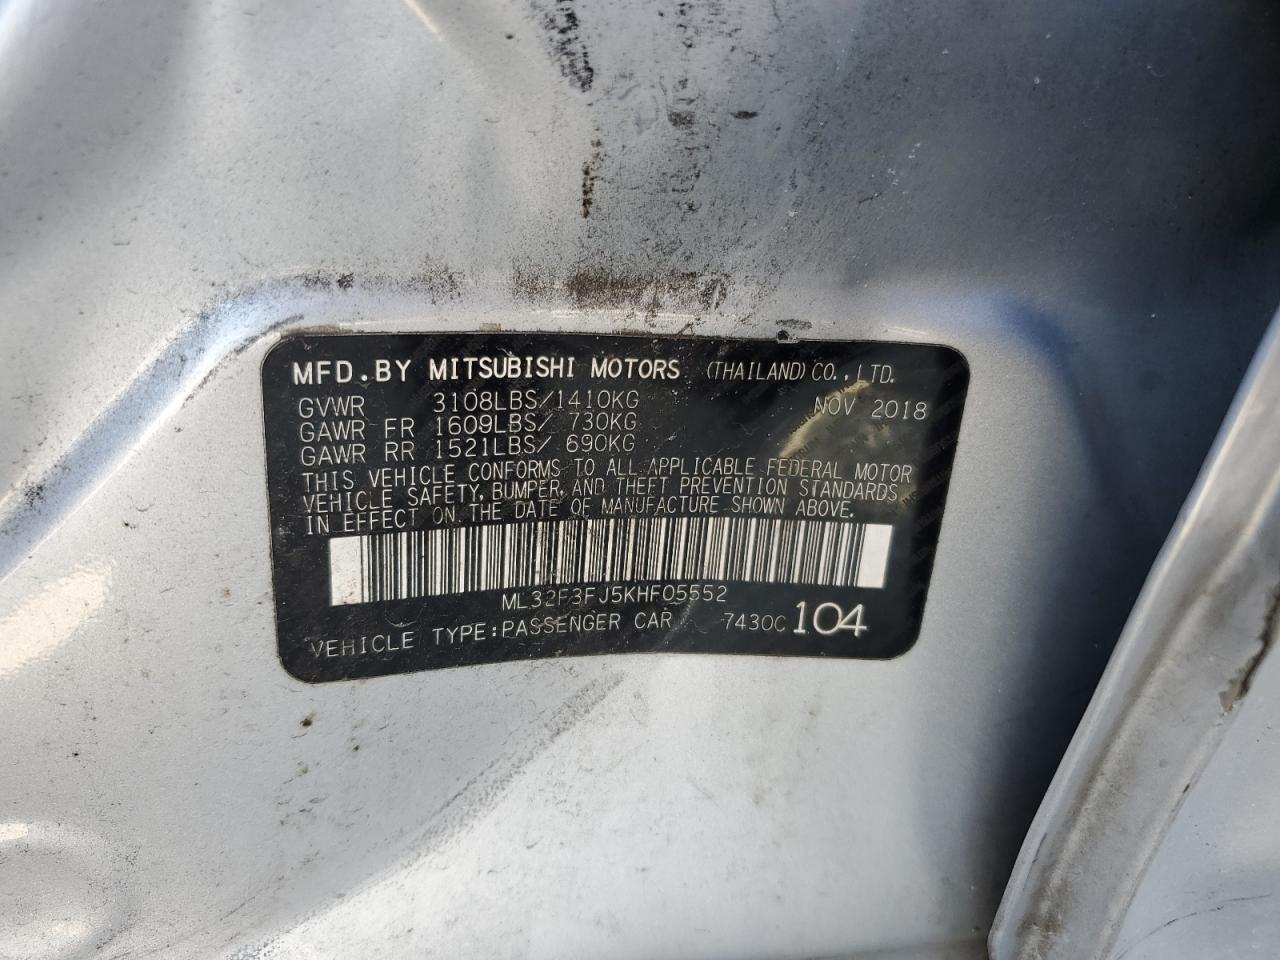 MFD.BY MITSUBISHI MOTORS (THAILAND) CO.,LTD.
GVWR 3108LBS/1410KG NOV 2018
GAWR FR 1609LBS/ 730KG
GAWR RR 1521LBS/ 690KG
THIS VEHICLE CONFORMS TO ALL APPLICABLE FEDERAL MOTOR
VEHICLE SAFETY, BUMPER, AND THEFT PREVENTION STANDARDS
IN EFFECT ON THE DATE OF MANUFACTURE SHOWN ABOVE.
ML32F3FJ5KHF05552
VEHICLE TYPE:PASSENGER CAR 7430C 104